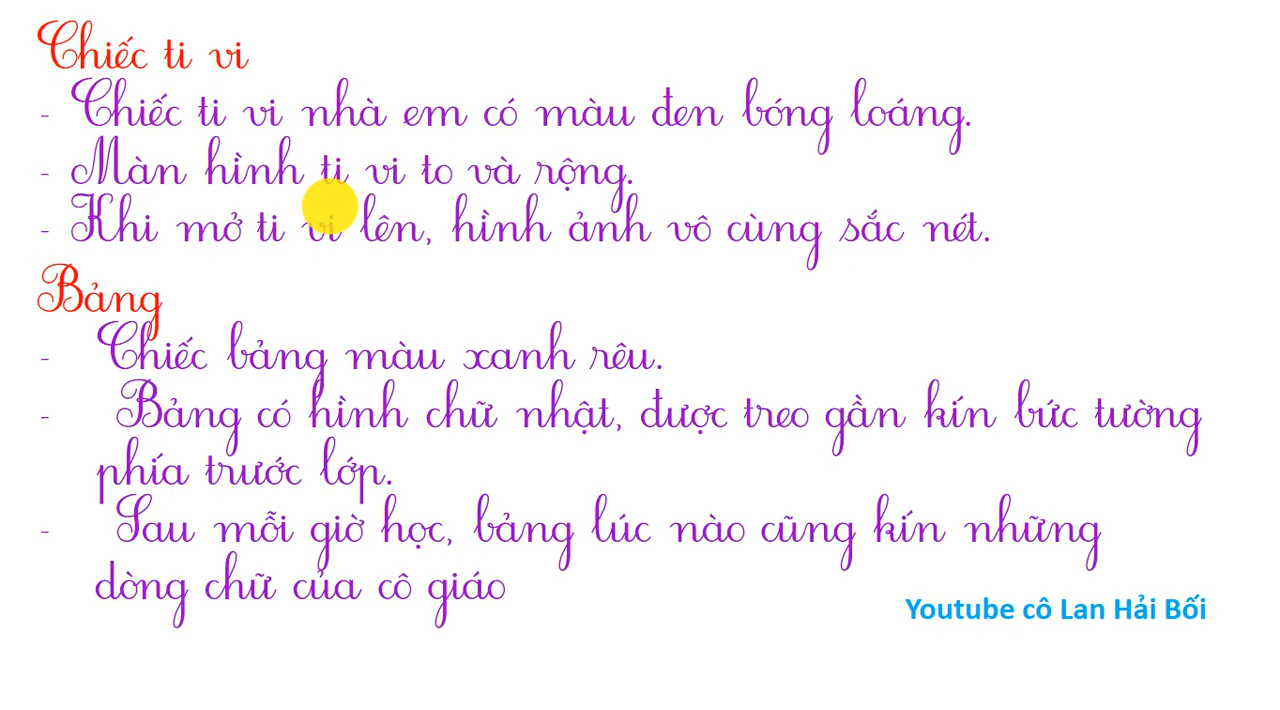 Chiếc ti vi
- Chiếc ti vi nhà em có màu đen bóng loáng.
- Màn hình ti vi to và rộng.
- Khi mở ti vi lên, hình ảnh vô cùng sắc nét.
Bảng
- Chiếc bảng màu xanh rêu.
- Bảng có hình chữ nhật, được treo gần kín bức tường
phía trước lớp.
- Sau mỗi giờ học, bảng lúc nào cũng kín những
dòng chữ của cô giáo
Youtube cô Lan Hải Bối